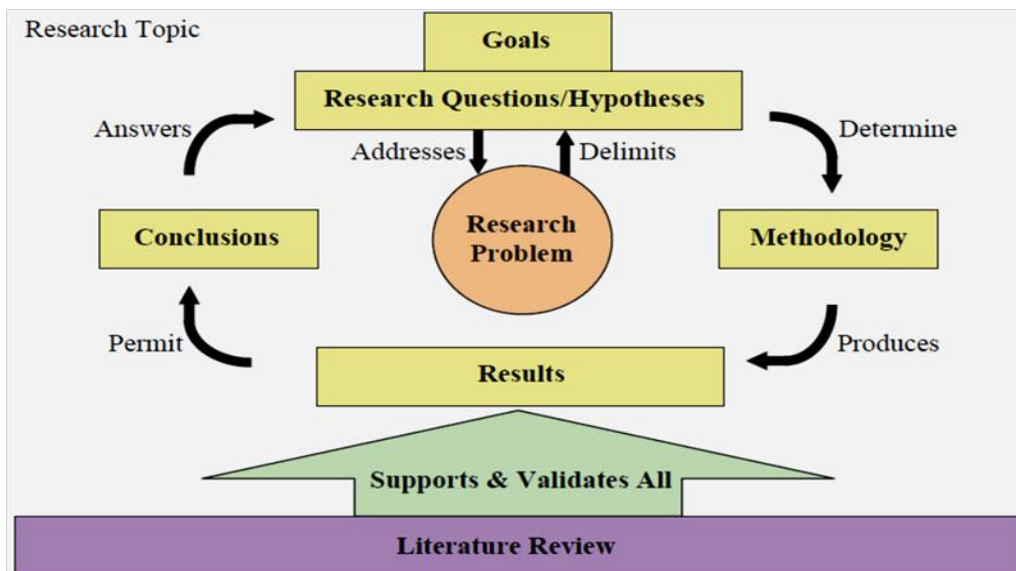 Research Topic
Goals
Research Questions/Hypotheses
Answers
Addresses
Delimits
Determine
Research
Problem
Conclusions
Methodology
Permit
Produces
Results
Supports & Validates All
Literature Review